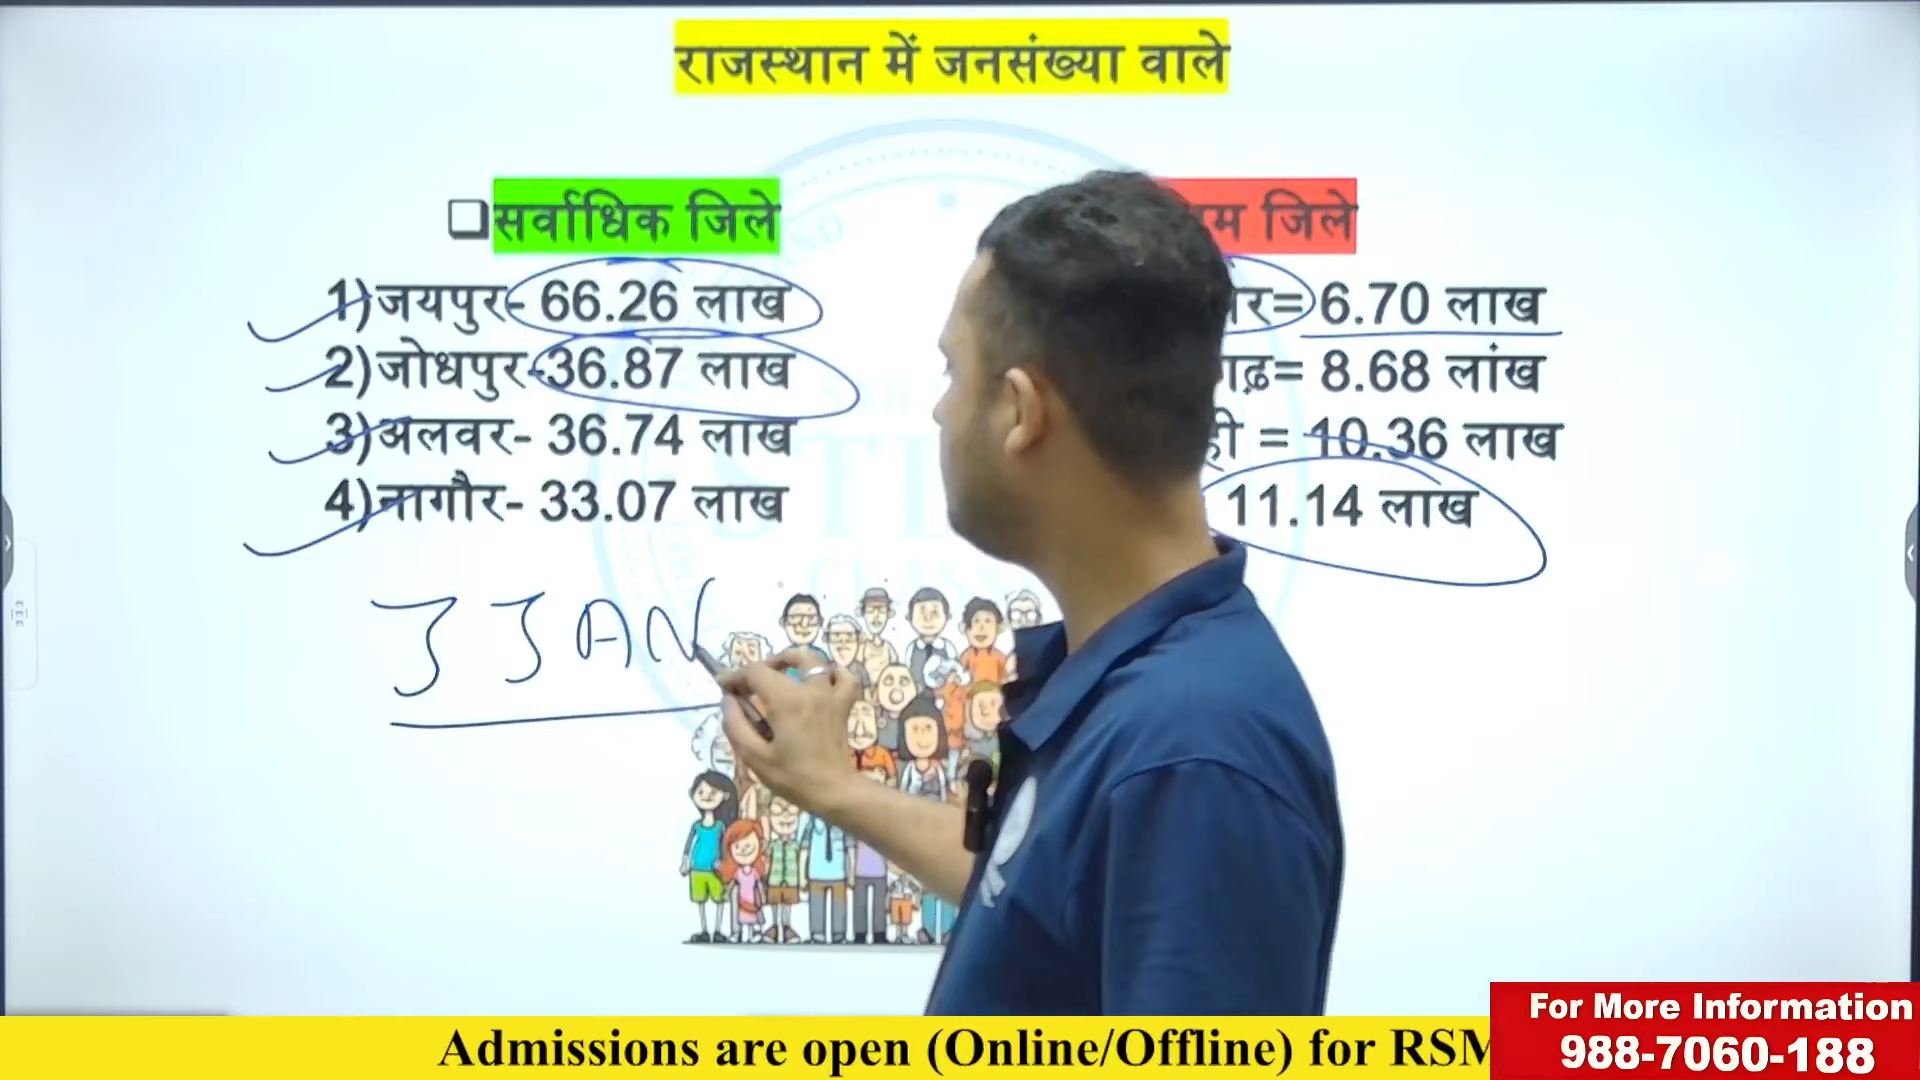 राजस्थान में जनसंख्या वाले
सर्वाधिक जिले
1)जयपुर- 66.26 लाख
2)जोधपुर-36.87 लाख
3)अलवर- 36.74 लाख
4)नागौर- 33.07 लाख
JJAN
जिले
= 6.70 लाख
= 8.68 लांख
= 10.36 लाख
11.14 लाख
Admissions are open (Online/Offline) for
For More Information
988-7060-188